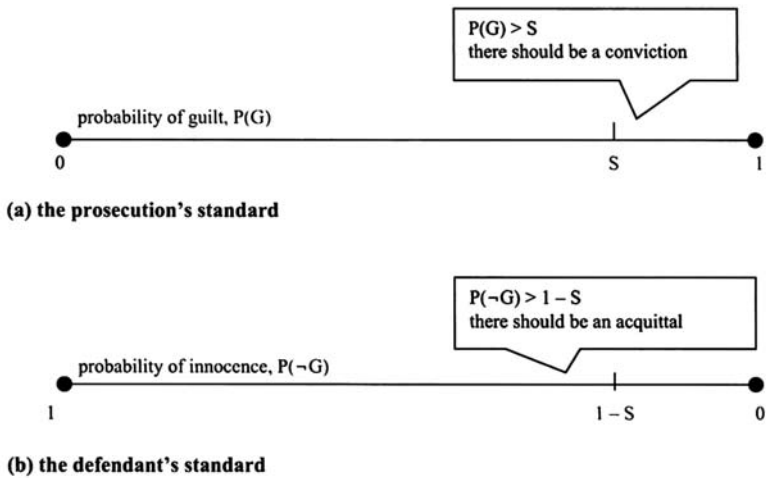 P(G) > S
there should be a conviction
probability of guilt, P(G)
0 S 1
(a) the prosecution's standard
P(¬G) > 1 – S
there should be an acquittal
probability of innocence, P(¬G)
1 1 – S 0
(b) the defendant's standard